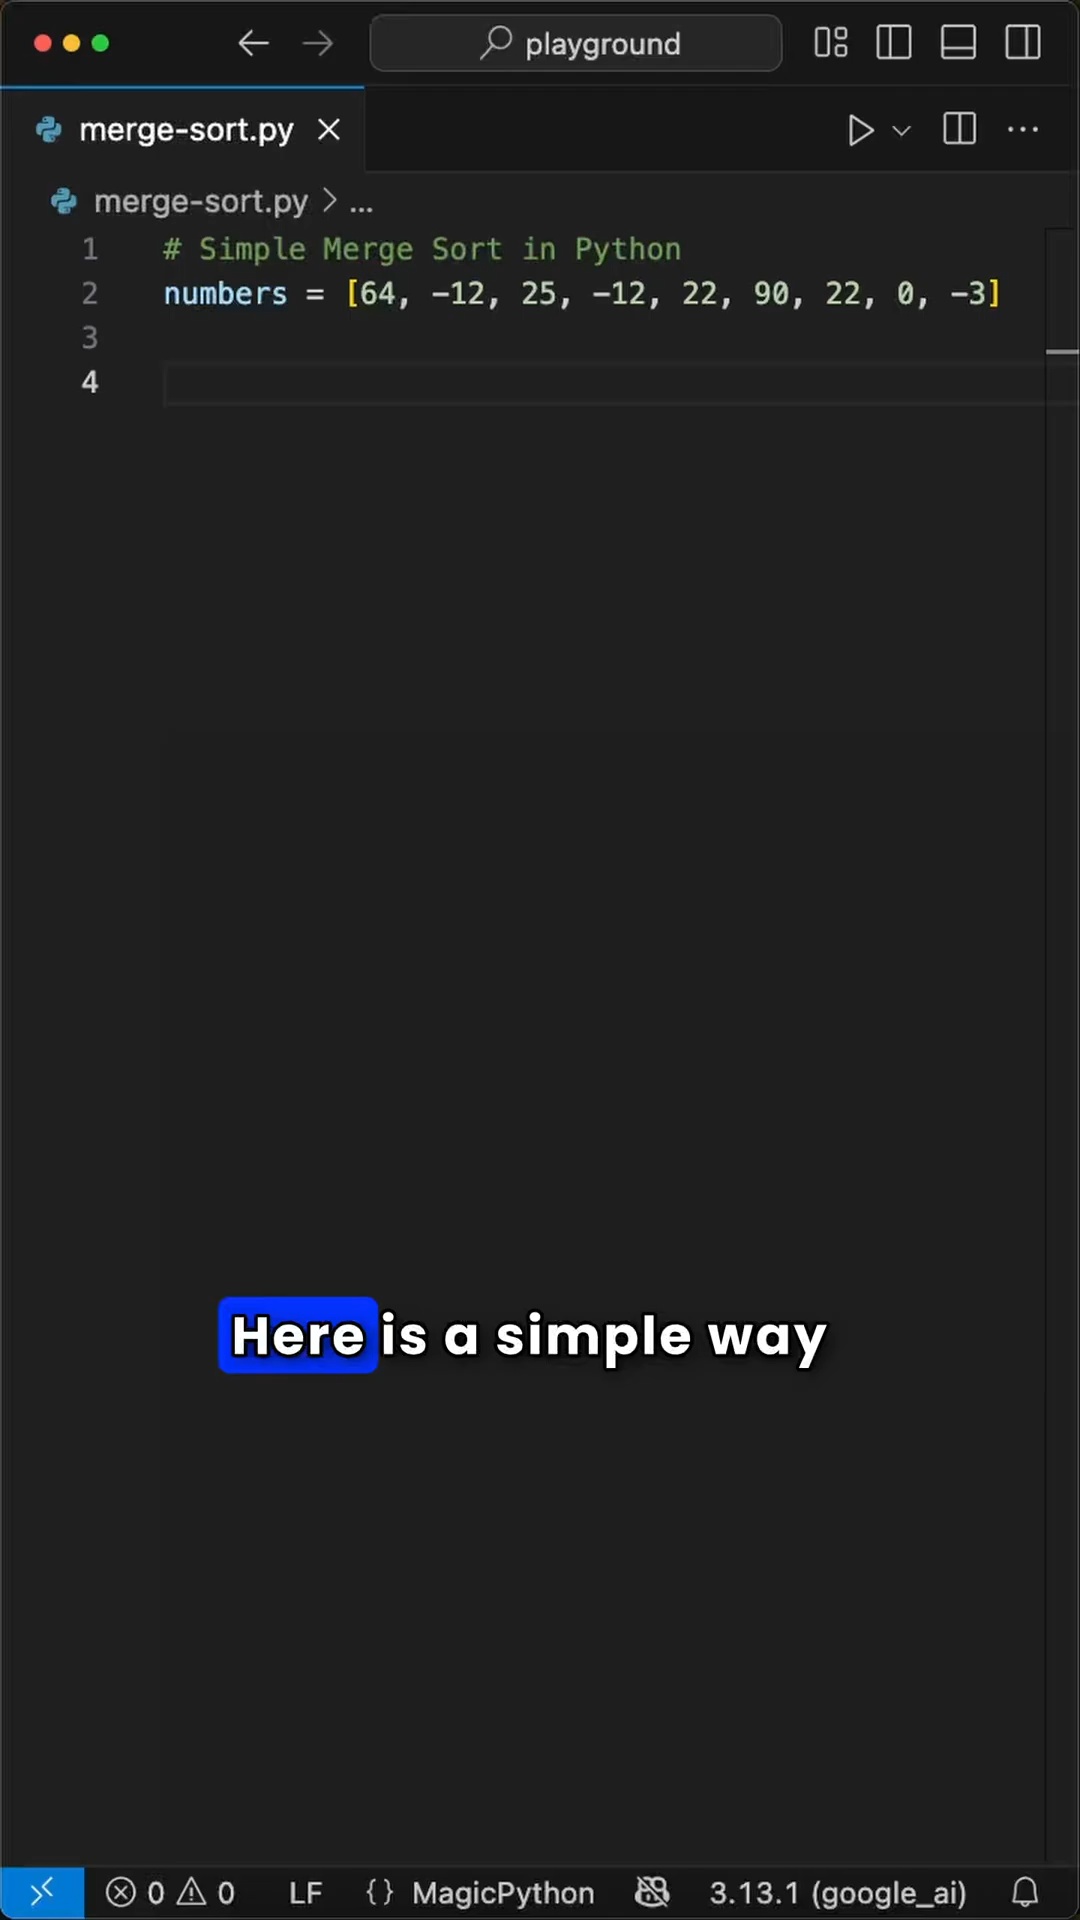 playground
merge-sort.py
merge-sort.py > ...
1 # Simple Merge Sort in Python
2 numbers = [64, -12, 25, -12, 22, 90, 22, 0, -3]
3
4
Here is a simple way
0 0 LF {} MagicPython 3.13.1 (google_ai)